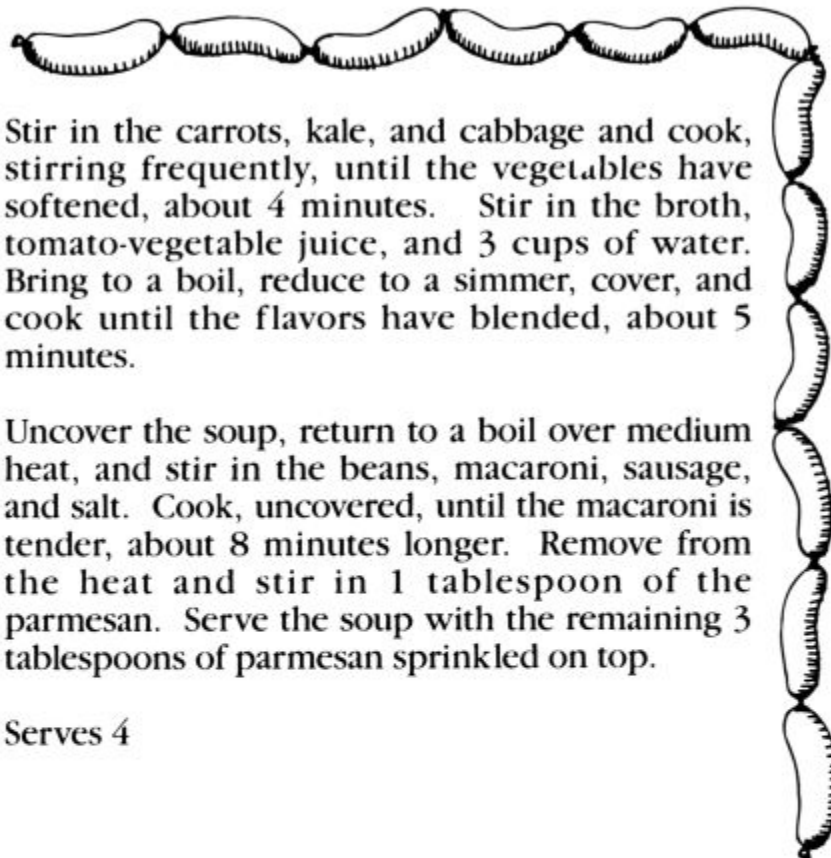 Stir in the carrots, kale, and cabbage and cook,
stirring frequently, until the vegetables have
softened, about 4 minutes. Stir in the broth,
tomato-vegetable juice, and 3 cups of water.
Bring to a boil, reduce to a simmer, cover, and
cook until the flavors have blended, about 5
minutes.
Uncover the soup, return to a boil over medium
heat, and stir in the beans, macaroni, sausage,
and salt. Cook, uncovered, until the macaroni is
tender, about 8 minutes longer. Remove from
the heat and stir in 1 tablespoon of the
parmesan. Serve the soup with the remaining 3
tablespoons of parmesan sprinkled on top.
Serves 4